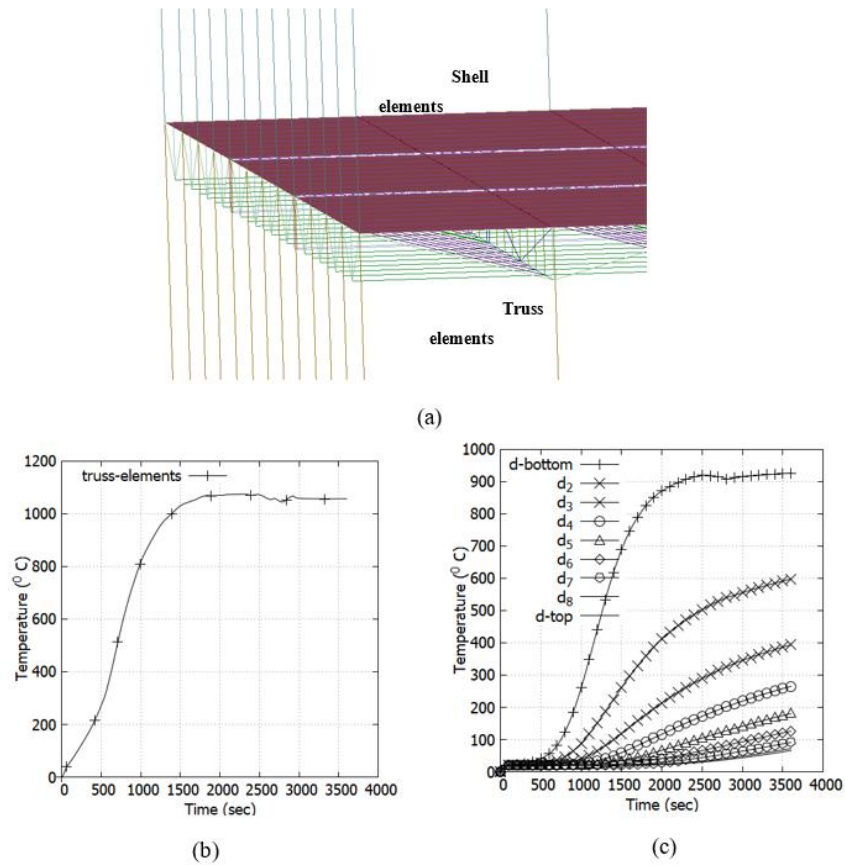 Shell
elements
Truss
elements
(a)
1200
1000
800
600
400
200
0
truss-elements
Temperature (⁰ C)
0 500 1000 1500 2000 2500 3000 3500 4000
Time (sec)
(b)
1000
900
800
700
600
500
400
300
200
100
0
d-bottom
d₂
d₃
d₄
d₅
d₆
d₇
d₈
d-top
Temperature (⁰ C)
0 500 1000 1500 2000 2500 3000 3500 4000
Time (sec)
(c)